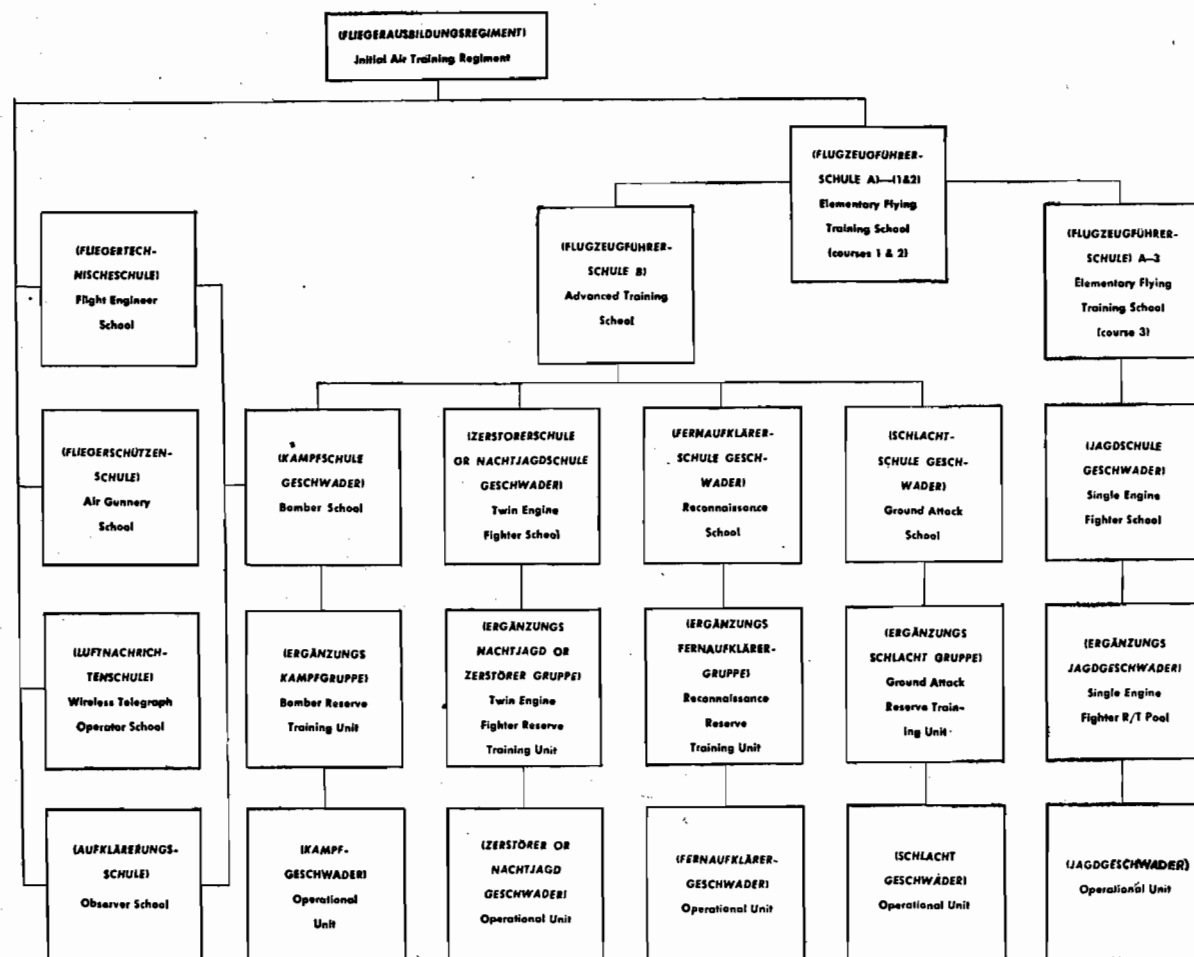 (FLIEGERAUSBILDUNGSREGIMENT)
Initial Air Training Regiment
(FLUGZEUGFÜHRER-
SCHULE A)—(1&2)
Elementary Flying
Training School
(courses 1 & 2)
(FLUGZEUGFÜHRER-
SCHULE B)
Advanced Training
School
(FLUGZEUGFÜHRER-
SCHULE) A-3
Elementary Flying
Training School
(course 3)
(FLIEGERTECH-
NISCHESCHULE)
Flight Engineer
School
(FLIEGERSCHÜTZEN-
SCHULE)
Air Gunnery
School
(KAMPFSCHULE
GESCHWADER)
Bomber School
(ZERSTORERSCHULE
OR NACHTJAGDSCHULE
GESCHWADER)
Twin Engine
Fighter School
(FERNAUFKLÄRER-
SCHULE GESCH-
WADER)
Reconnaissance
School
(SCHLACHT-
SCHULE GESCH-
WADER)
Ground Attack
School
(JAGDSCHULE
GESCHWADER)
Single Engine
Fighter School
(LUFTNACHRICH-
TENSCHULE)
Wireless Telegraph
Operator School
(ERGÄNZUNGS
KAMPFGRUPPE)
Bomber Reserve
Training Unit
(ERGÄNZUNGS
NACHTJAGD OR
ZERSTÖRER GRUPPE)
Twin Engine
Fighter Reserve
Training Unit
(ERGÄNZUNGS
FERNAUFKLÄRER-
GRUPPE)
Reconnaissance
Reserve
Training Unit
(ERGÄNZUNGS
SCHLACHT GRUPPE)
Ground Attack
Reserve Train-
ing Unit
(ERGÄNZUNGS
JAGDGESCHWADER)
Single Engine
Fighter R/T Pool
(AUFKLÄRERUNGS-
SCHULE)
Observer School
(KAMPF-
GESCHWADER)
Operational
Unit
(ZERSTÖRER OR
NACHTJAGD
GESCHWADER)
Operational Unit
(FERNAUFKLÄRER-
GESCHWADER)
Operational Unit
(SCHLACHT
GESCHWADER)
Operational Unit
(JAGDGESCHWADER)
Operational Unit